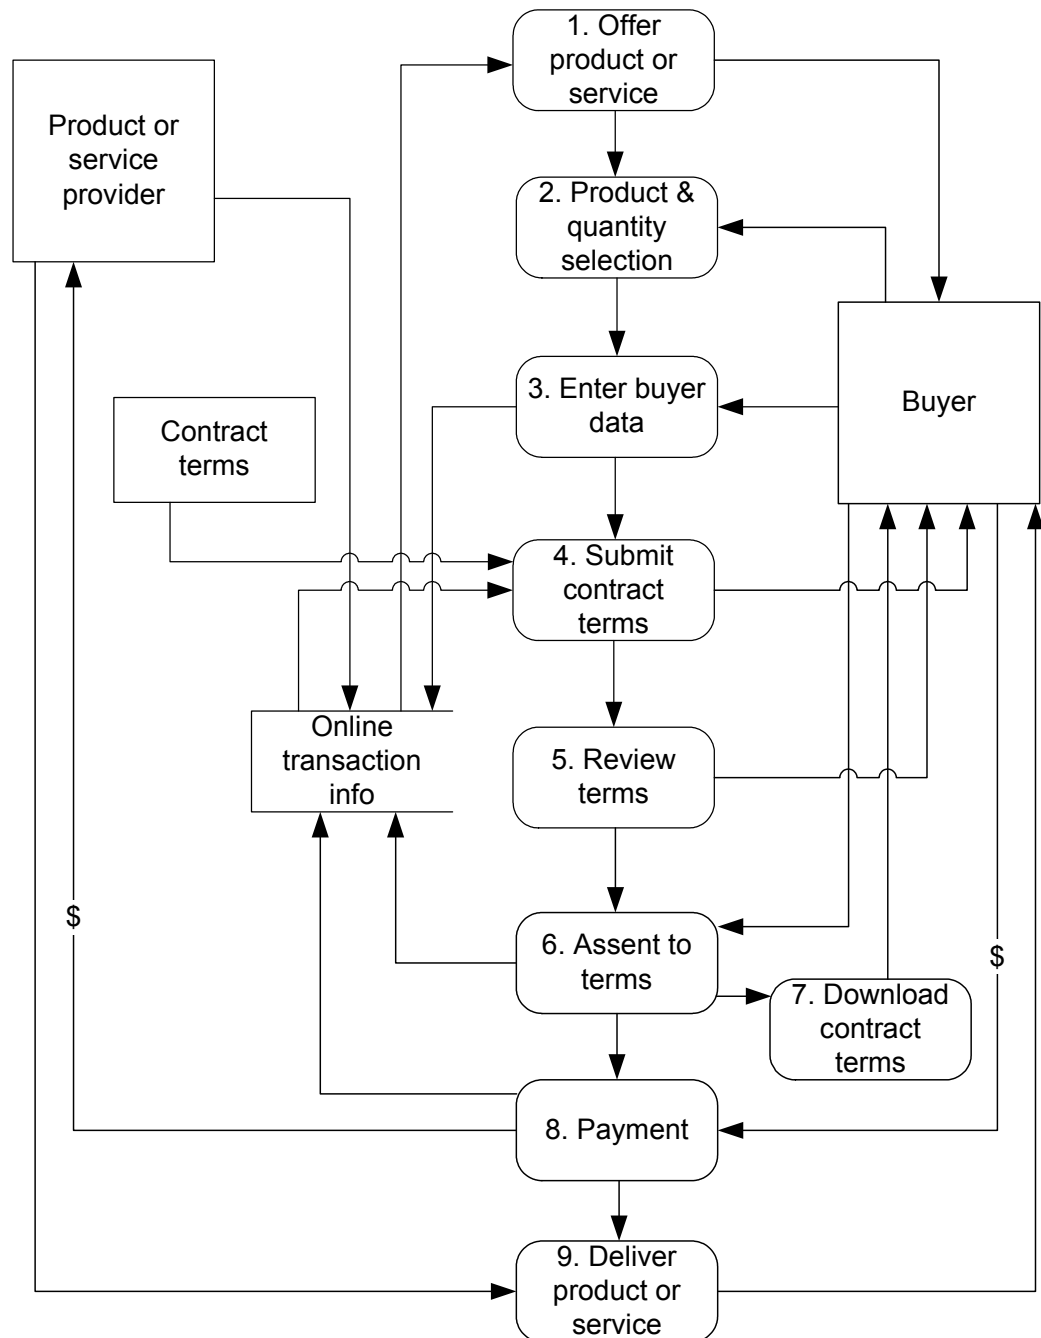 1. Offer
product or
service
Product or
service
provider
2. Product &
quantity
selection
3. Enter buyer
data
Buyer
Contract
terms
4. Submit
contract
terms
Online
transaction
info
5. Review
terms
$
6. Assent to
terms
$
7. Download
contract
terms
8. Payment
9. Deliver
product or
service